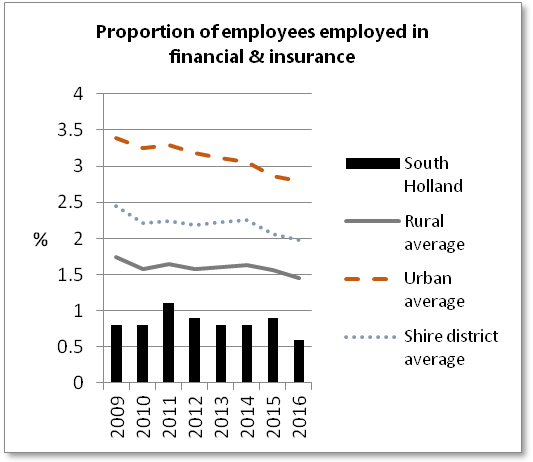 Proportion of employees employed in
financial & insurance
4
3.5
3
2.5
2
1.5
1
0.5
0
%
2009
2010
2011
2012
2013
2014
2015
2016
South
Holland
Rural
average
Urban
average
Shire district
average